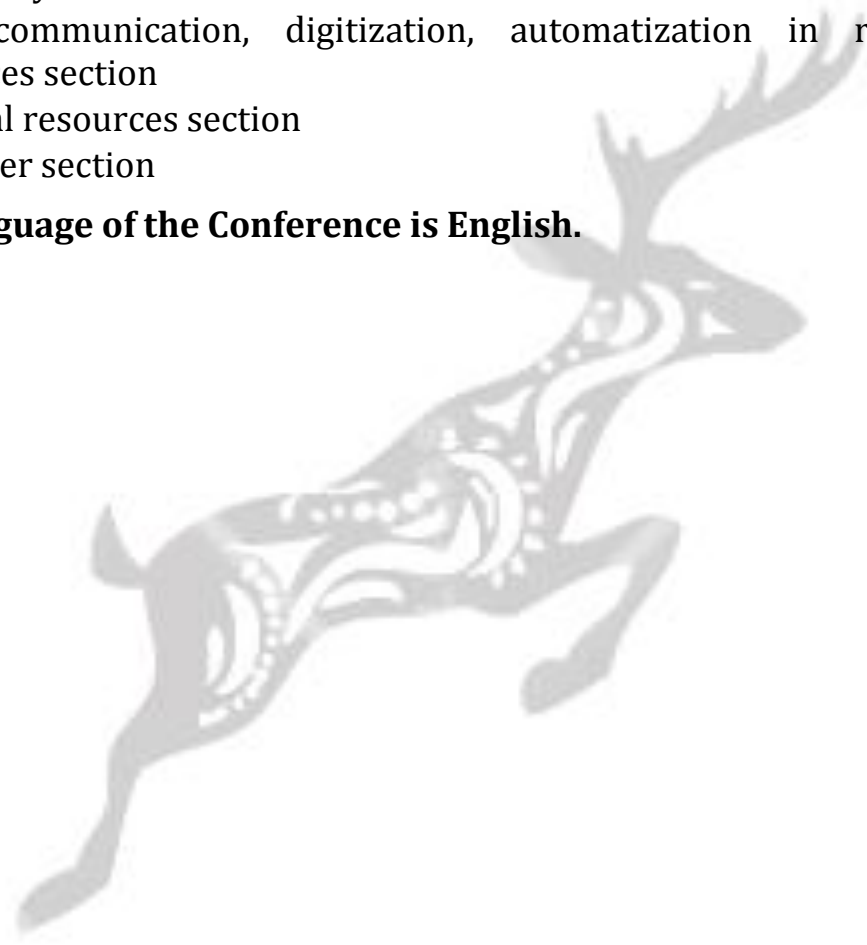 communication, digitization, automatization in
es section
l resources section
er section
guage of the Conference is English.